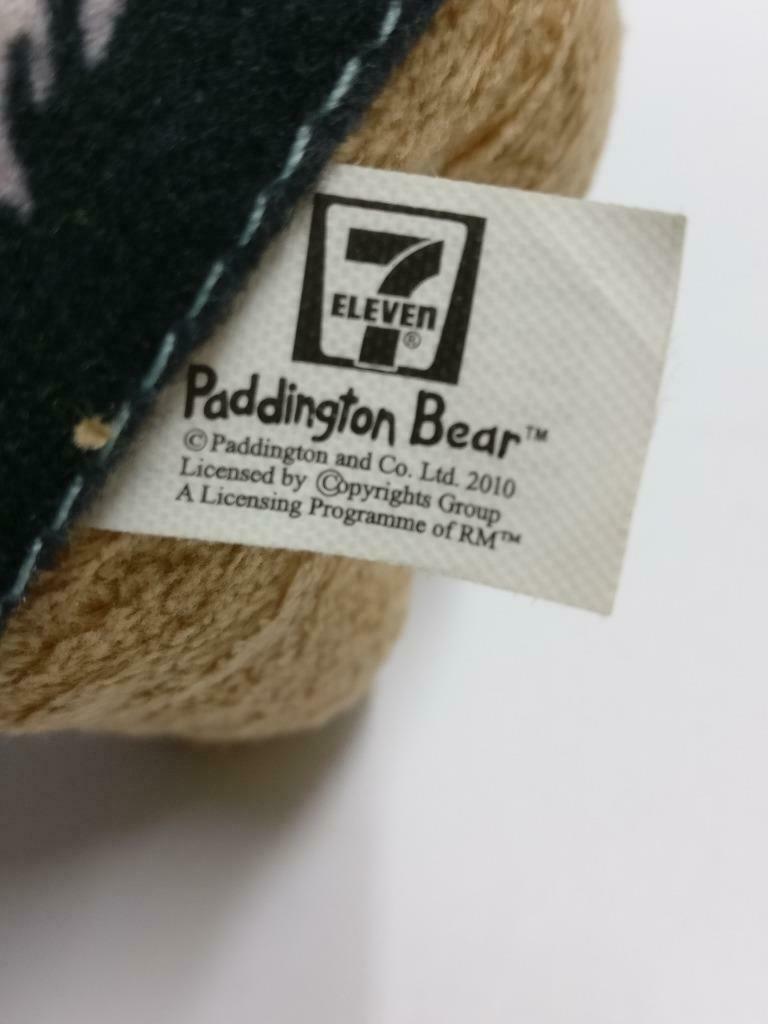 7
ELEVEn®
Paddington Bear™
©Paddington and Co. Ltd. 2010
Licensed by ©opyrights Group
A Licensing Programme of RM™